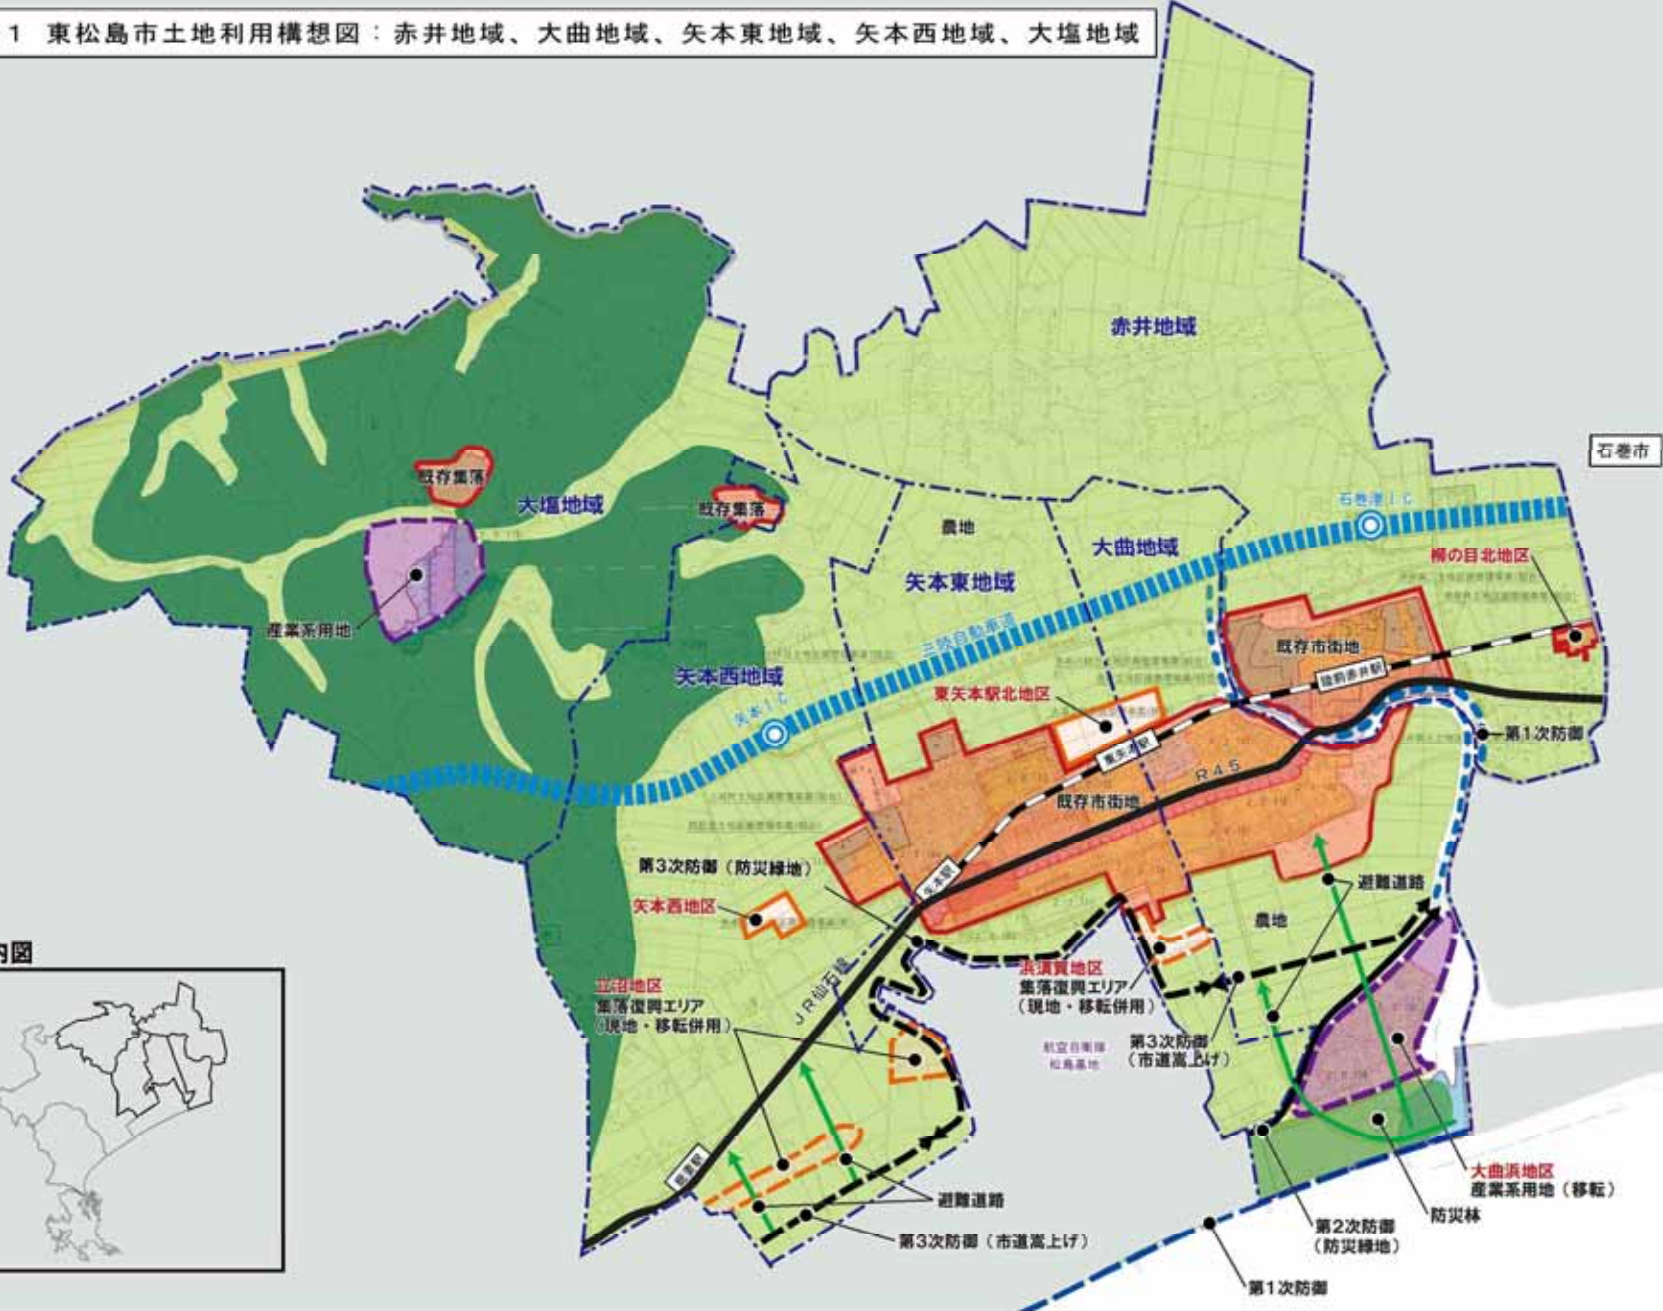 1 東松島市土地利用構想図：赤井地域、大曲地域、矢本東地域、矢本西地域、大塩地域
赤井地域
石巻市
既存集落
大塩地域
既存集落
石巻港IC
農地
大曲地域
柳の目北地区
矢本東地域
産業系用地
三陸自動車道
既存市街地
陸前赤井駅
矢本西地域
東矢本駅北地区
矢本IC
東矢本駅
第1次防御
R45
既存市街地
第3次防御（防災緑地）
矢本駅
避難道路
矢本西地区
農地
内図
JR仙石線
立沼地区
集落復興エリア
（現地・移転併用）
浜須賀地区
集落復興エリア
（現地・移転併用）
航空自衛隊
松島基地
第3次防御
（市道嵩上げ）
鹿妻駅
避難道路
第3次防御（市道嵩上げ）
大曲浜地区
産業系用地（移転）
防災林
第2次防御
（防災緑地）
第1次防御